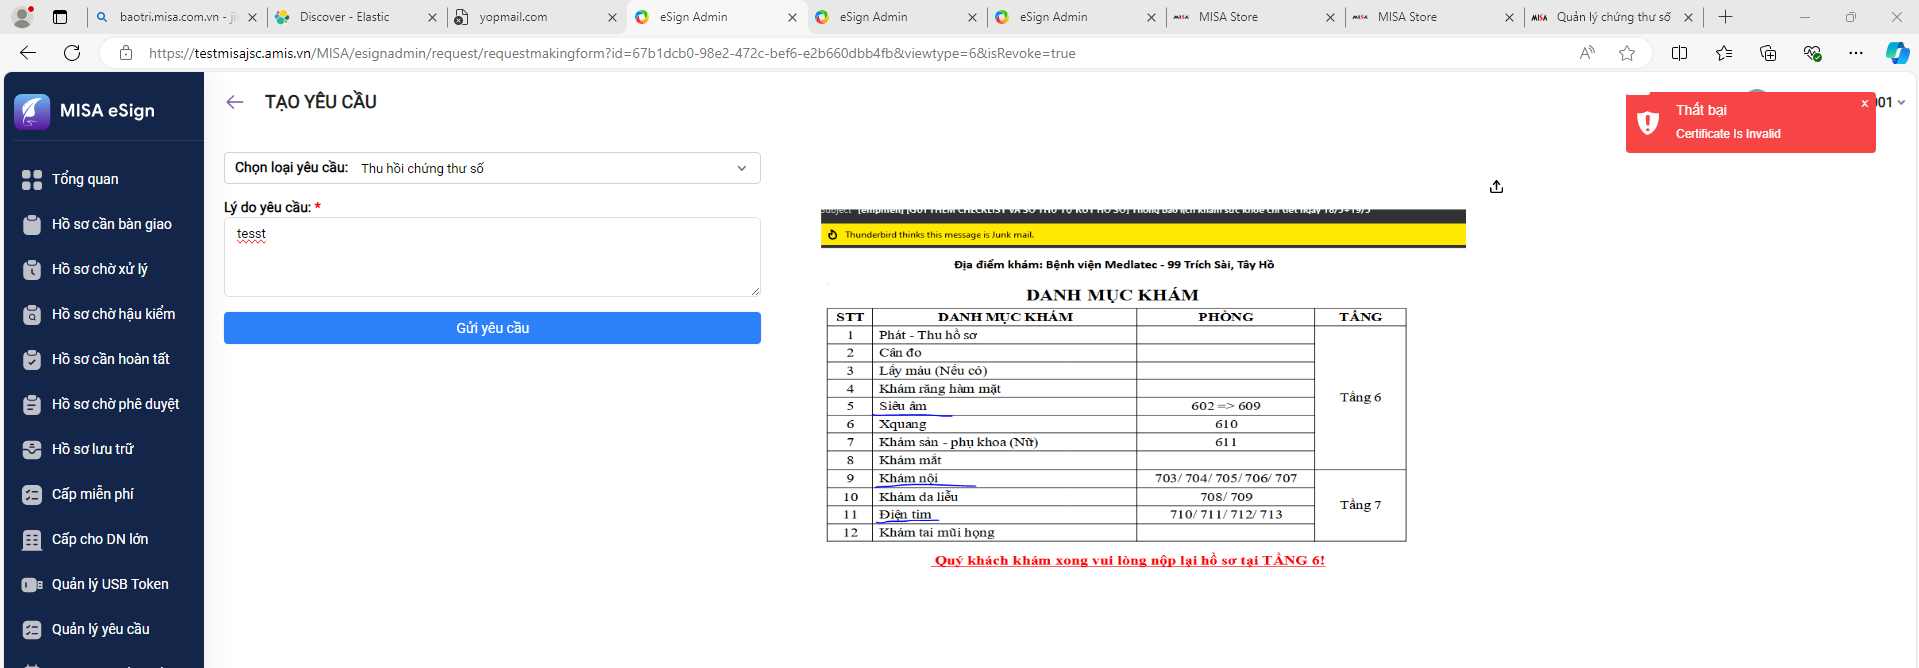 baotri.misa.com.vn - ji
Discover - Elastic
yopmail.com
eSign Admin
eSign Admin
eSign Admin
MISA Store
MISA Store
Quản lý chứng thư số
https://testmisajsc.amis.vn/MISA/esignadmin/request/requestmakingform?id=67b1dcb0-98e2-472c-bef6-e2b660dbb4fb&viewtype=6&isRevoke=true
MISA eSign
TẠO YÊU CẦU
001
Thất bại
Certificate Is Invalid
Tổng quan
Hồ sơ cần bàn giao
Hồ sơ chờ xử lý
Hồ sơ chờ hậu kiểm
Hồ sơ cần hoàn tất
Hồ sơ chờ phê duyệt
Hồ sơ lưu trữ
Cấp miễn phí
Cấp cho DN lớn
Quản lý USB Token
Quản lý yêu cầu
Chọn loại yêu cầu: Thu hồi chứng thư số
Lý do yêu cầu: *
tesst
Gửi yêu cầu
Thunderbird thinks this message is Junk mail.
Địa điểm khám: Bệnh viện Medlatec - 99 Trích Sài, Tây Hồ
DANH MỤC KHÁM
STT DANH MỤC KHÁM PHÒNG TẦNG
1 Phát - Thu hồ sơ
2 Cân đo
3 Lấy máu (Nếu có)
4 Khám răng hàm mặt
5 Siêu âm 602 => 609
Tầng 6
6 Xquang 610
7 Khám sản - phụ khoa (Nữ) 611
8 Khám mắt
9 Khám nội 703/ 704/ 705/ 706/ 707
10 Khám da liễu 708/ 709
Tầng 7
11 Điện tim 710/ 711/ 712/ 713
12 Khám tai mũi họng
Quý khách khám xong vui lòng nộp lại hồ sơ tại TẦNG 6!